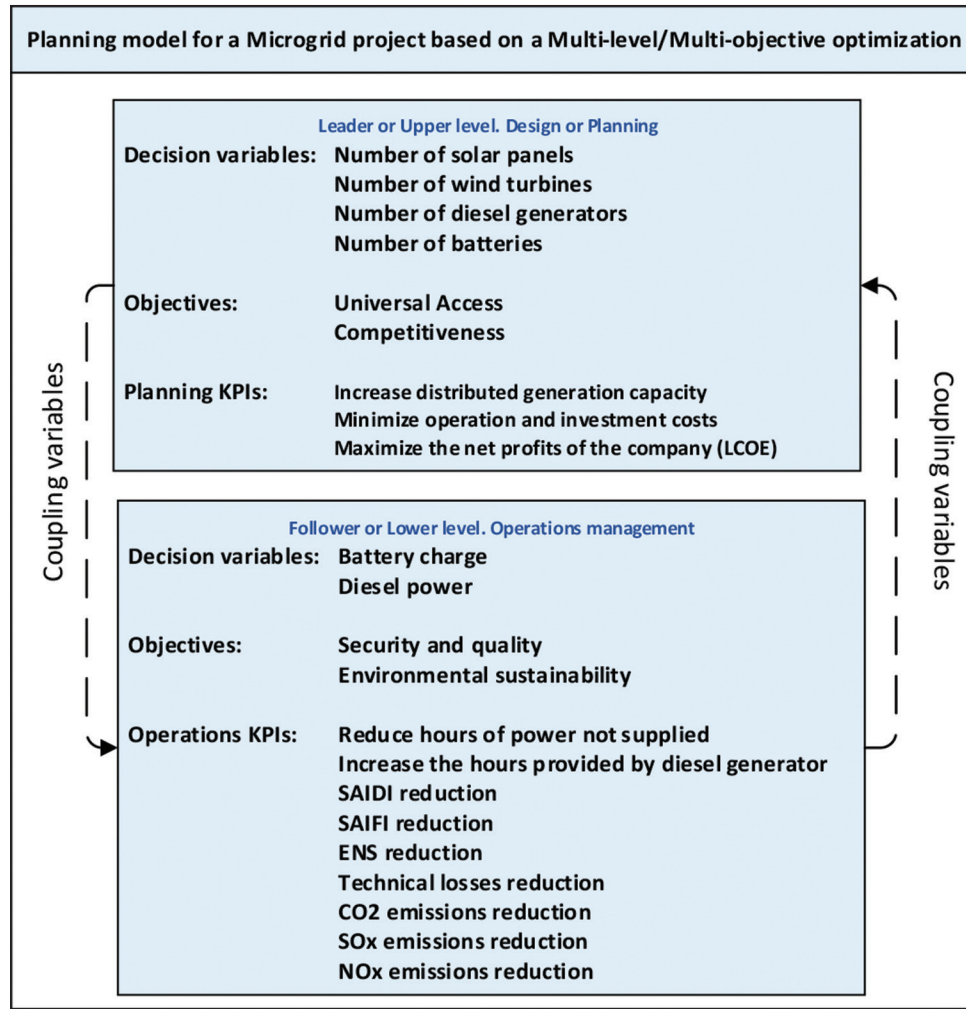 Planning model for a Microgrid project based on a Multi-level/Multi-objective optimization
Leader or Upper level. Design or Planning
Decision variables: Number of solar panels
Number of wind turbines
Number of diesel generators
Number of batteries
Objectives: Universal Access
Competitiveness
Planning KPIs: Increase distributed generation capacity
Minimize operation and investment costs
Maximize the net profits of the company (LCOE)
Coupling variables
Coupling variables
Follower or Lower level. Operations management
Decision variables: Battery charge
Diesel power
Objectives: Security and quality
Environmental sustainability
Operations KPIs: Reduce hours of power not supplied
Increase the hours provided by diesel generator
SAIDI reduction
SAIFI reduction
ENS reduction
Technical losses reduction
CO2 emissions reduction
SOx emissions reduction
NOx emissions reduction